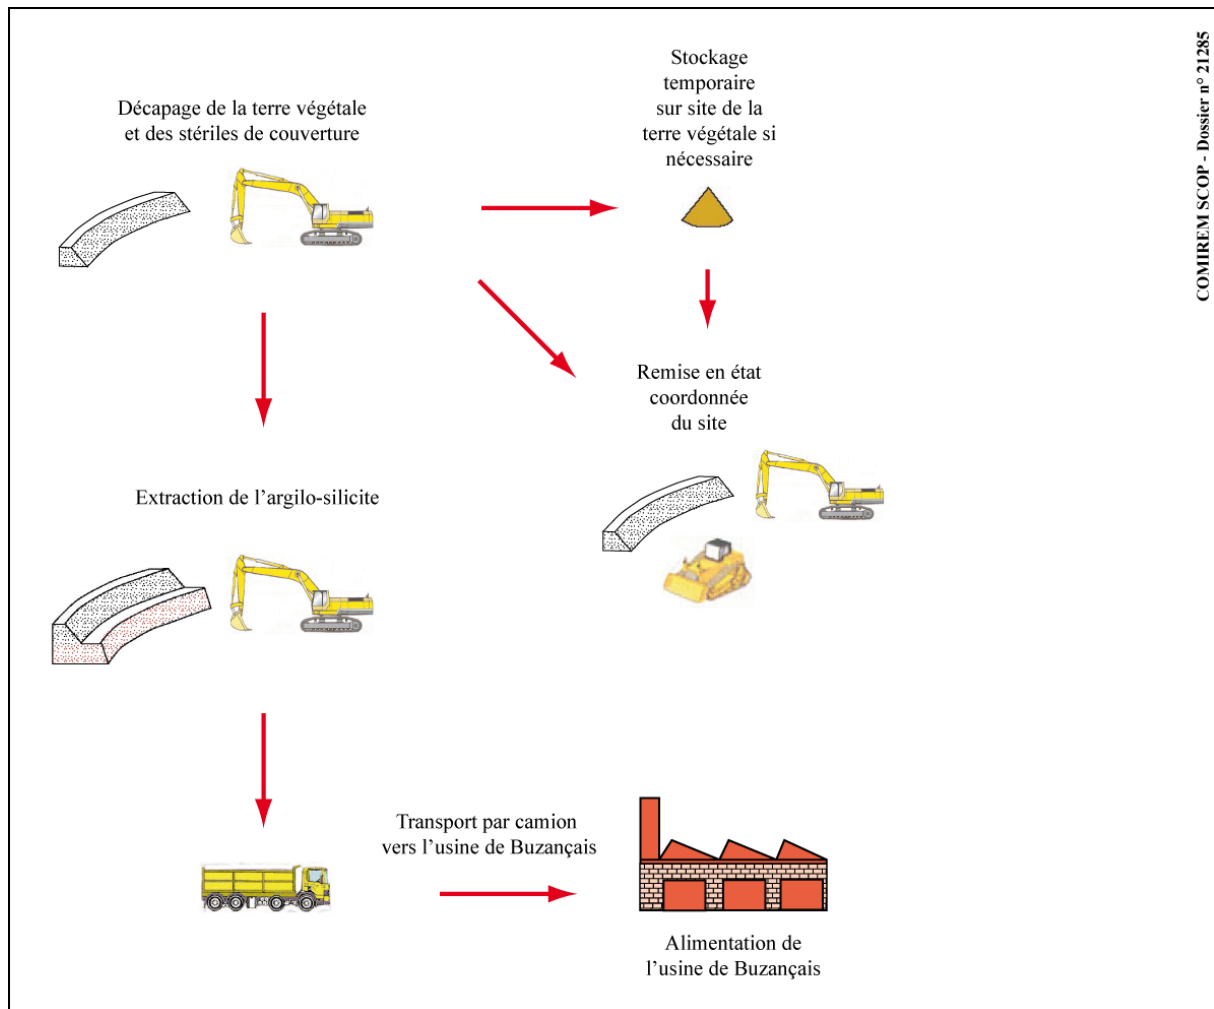 Décapage de la terre végétale
et des stériles de couverture
Stockage
temporaire
sur site de la
terre végétale si
nécessaire
Remise en état
coordonnée
du site
Extraction de l’argilo-silicite
Transport par camion
vers l’usine de Buzançais
Alimentation de
l’usine de Buzançais
COMIREM SCOP - Dossier n° 21285